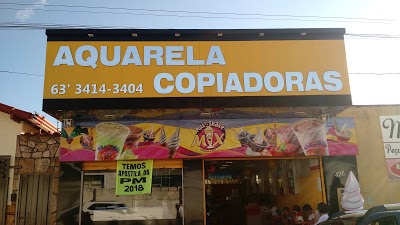 AQUARELA
63' 3414-3404 COPIADORAS
TEMOS
APOSTILA DA
PM
2018